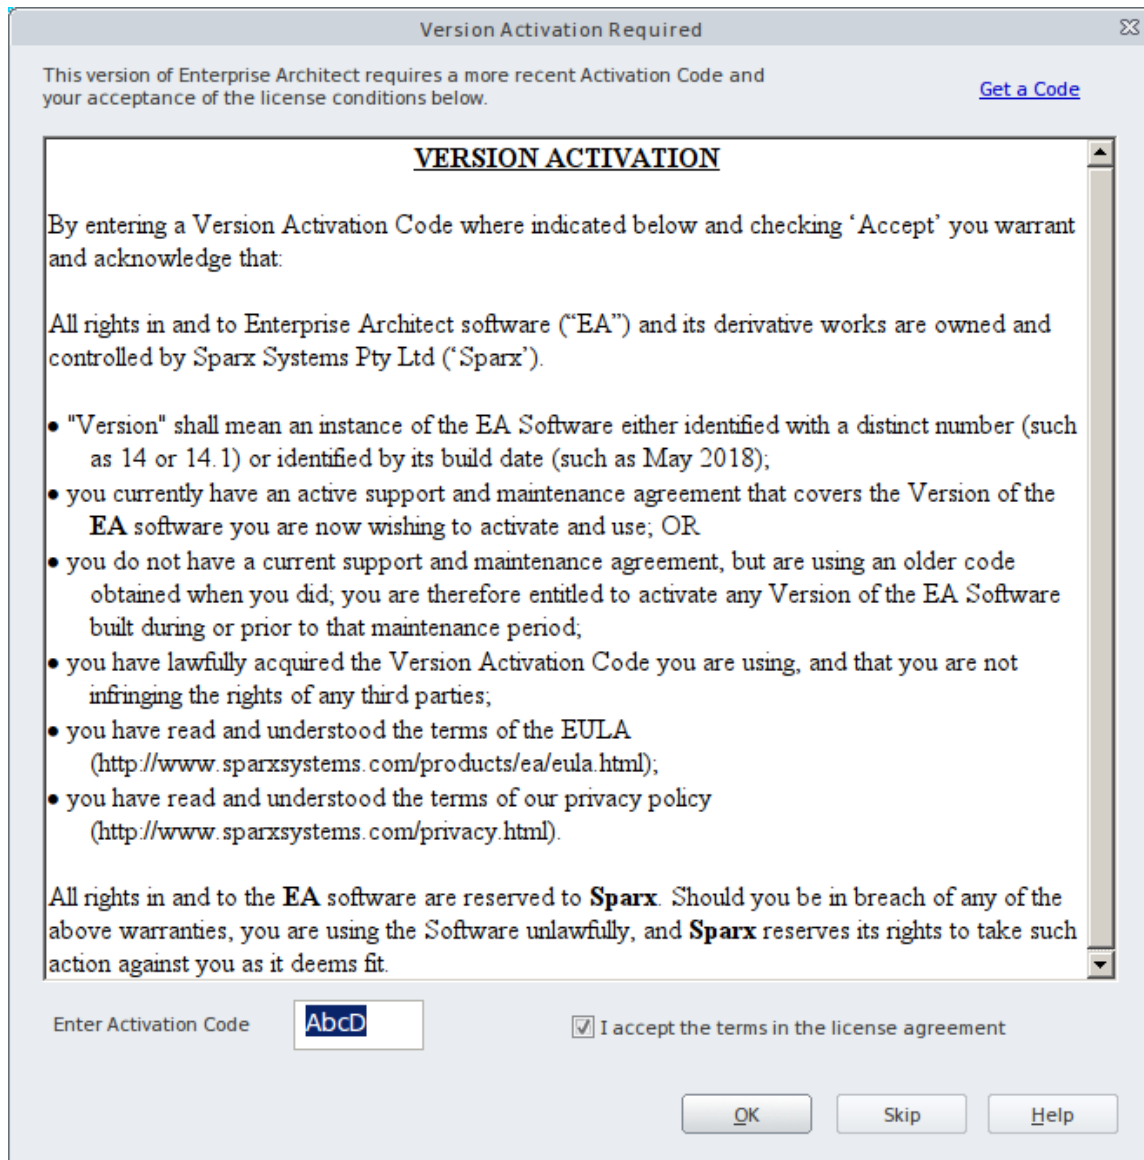 Version Activation Required
This version of Enterprise Architect requires a more recent Activation Code and
your acceptance of the license conditions below.
Get a Code
VERSION ACTIVATION
By entering a Version Activation Code where indicated below and checking ‘Accept’ you warrant
and acknowledge that:
All rights in and to Enterprise Architect software (“EA”) and its derivative works are owned and
controlled by Sparx Systems Pty Ltd (‘Sparx’).
● "Version" shall mean an instance of the EA Software either identified with a distinct number (such
as 14 or 14.1) or identified by its build date (such as May 2018);
● you currently have an active support and maintenance agreement that covers the Version of the
EA software you are now wishing to activate and use; OR
● you do not have a current support and maintenance agreement, but are using an older code
obtained when you did; you are therefore entitled to activate any Version of the EA Software
built during or prior to that maintenance period;
● you have lawfully acquired the Version Activation Code you are using, and that you are not
infringing the rights of any third parties;
● you have read and understood the terms of the EULA
(http://www.sparxsystems.com/products/ea/eula.html);
● you have read and understood the terms of our privacy policy
(http://www.sparxsystems.com/privacy.html).
All rights in and to the EA software are reserved to Sparx. Should you be in breach of any of the
above warranties, you are using the Software unlawfully, and Sparx reserves its rights to take such
action against you as it deems fit.
Enter Activation Code
AbcD
I accept the terms in the license agreement
OK
Skip
Help